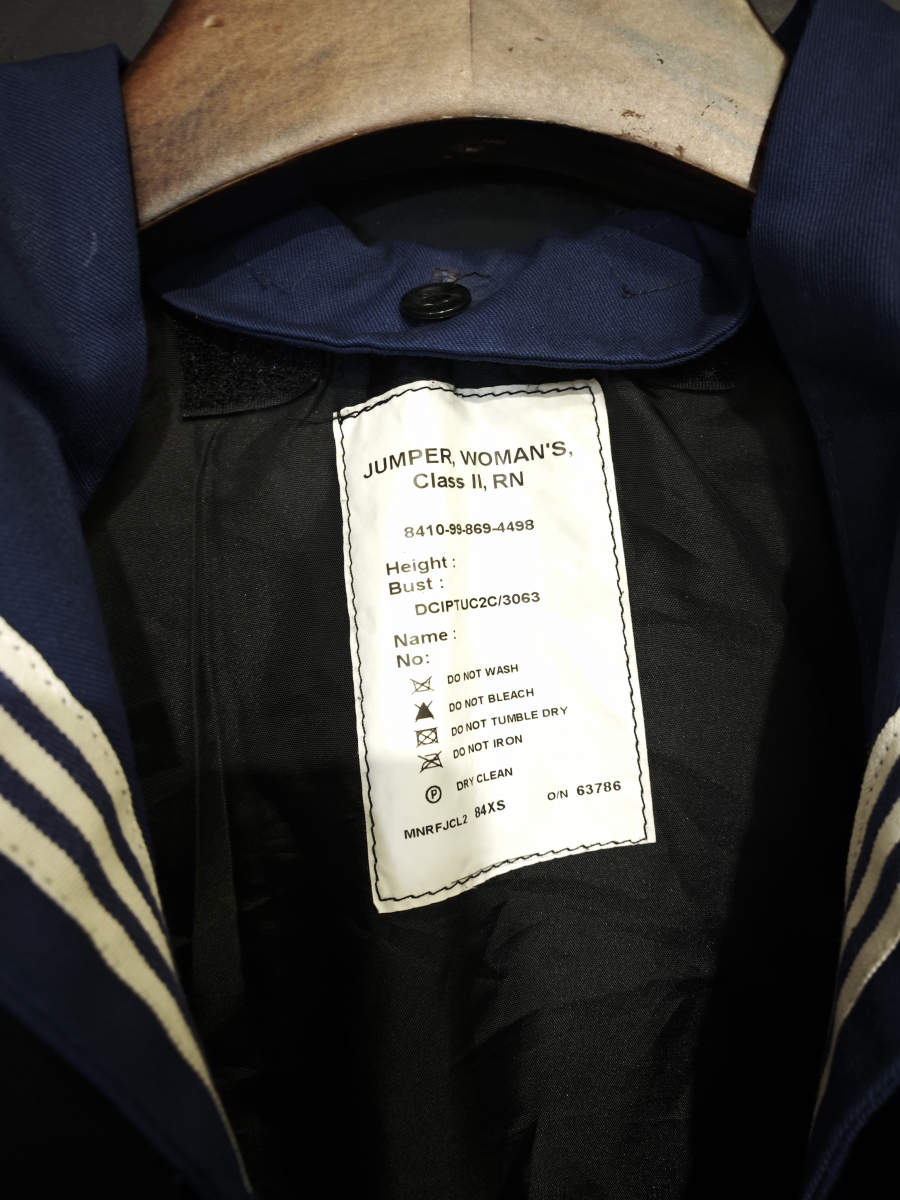 JUMPER, WOMAN'S,
Class II, RN
8410-99-869-4498
Height :
Bust :
DCIPTUC2C/3063
Name :
No:
DO NOT WASH
DO NOT BLEACH
DO NOT TUMBLE DRY
DO NOT IRON
P DRY CLEAN
MNRFJCL2 84XS O/N 63786